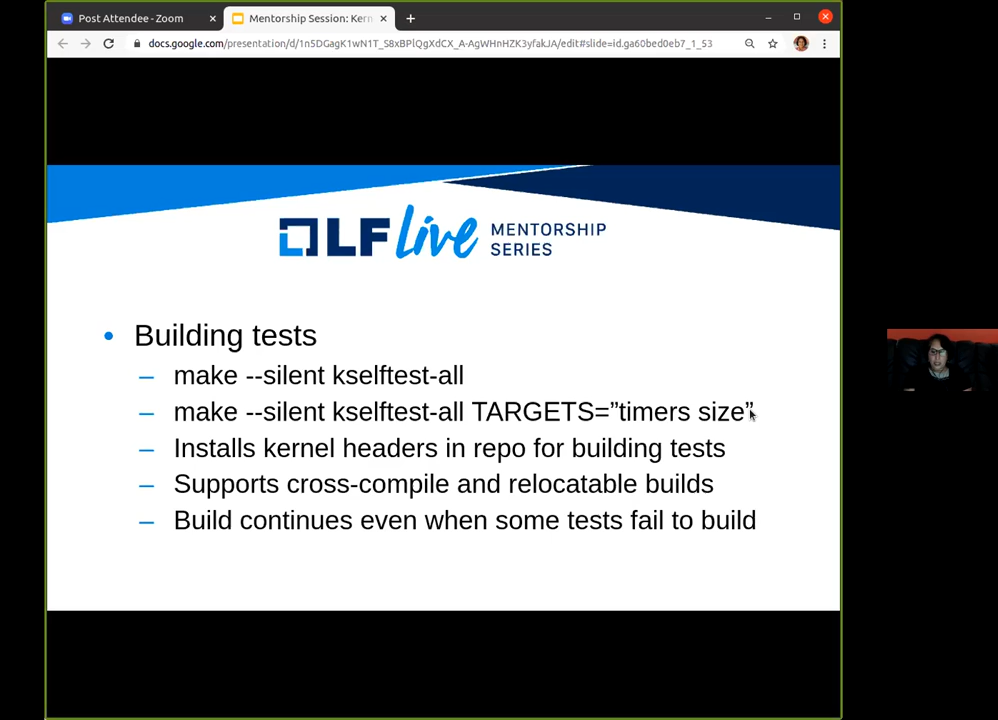 Post Attendee - Zoom
Mentorship Session: Kern
docs.google.com/presentation/d/1n5DGagK1wN1T_S8xBPlQgXdCX_A-AgWHnHZK3yfakJA/edit#slide=id.ga60bed0eb7_1_53
LF live MENTORSHIP
SERIES
• Building tests
– make --silent kselftest-all
– make --silent kselftest-all TARGETS=”timers size”
– Installs kernel headers in repo for building tests
– Supports cross-compile and relocatable builds
– Build continues even when some tests fail to build